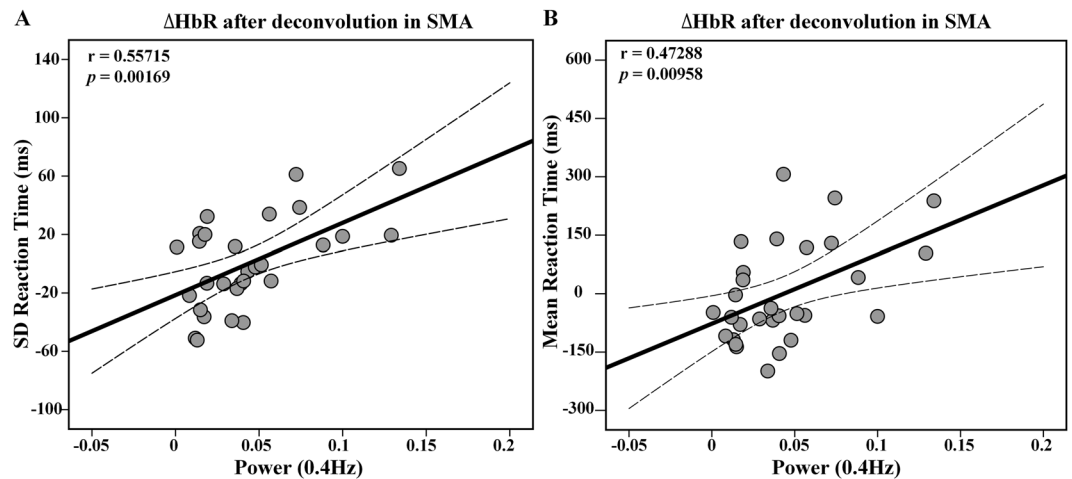 A
ΔHbR after deconvolution in SMA
r = 0.55715
p = 0.00169
SD Reaction Time (ms)
140
100
60
20
-20
-60
-100
-0.05 0 0.05 0.1 0.15 0.2
Power (0.4Hz)
B
ΔHbR after deconvolution in SMA
r = 0.47288
p = 0.00958
Mean Reaction Time (ms)
600
450
300
150
0
-150
-300
-0.05 0 0.05 0.1 0.15 0.2
Power (0.4Hz)